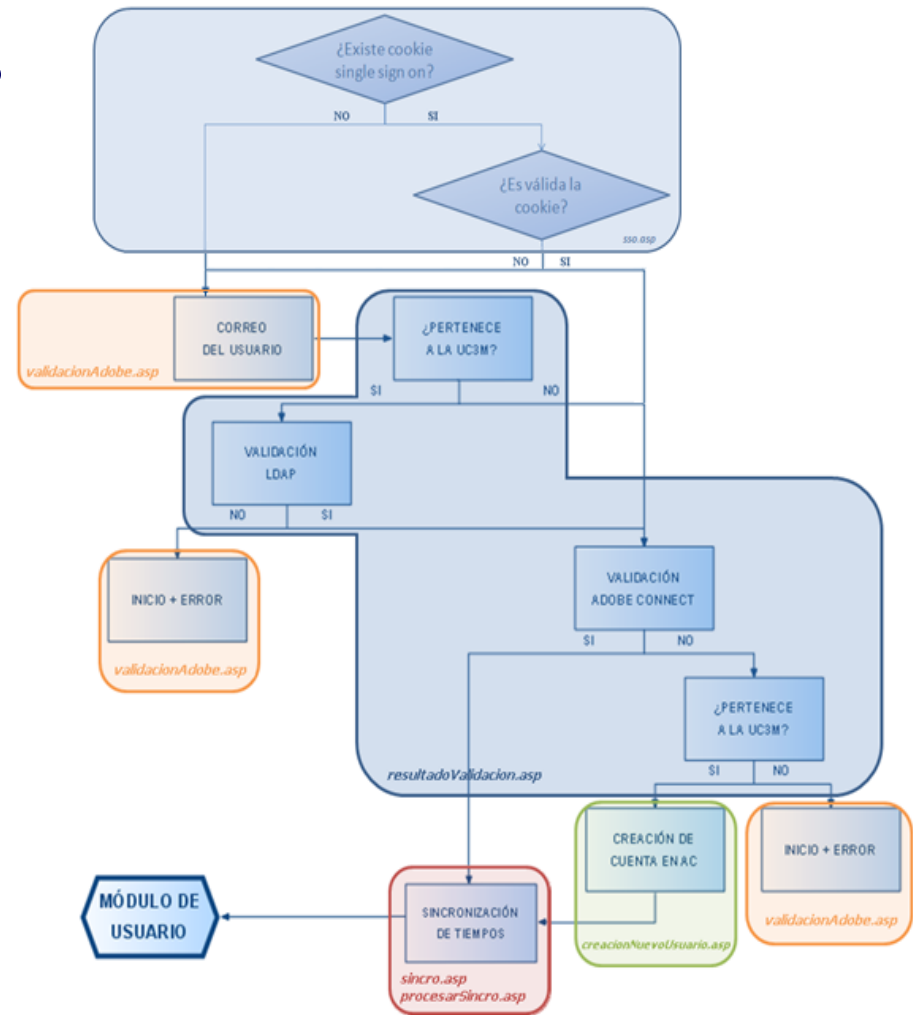 ¿Existe cookie
single sign on?
NO
SI
¿Es válida la
cookie?
sso.asp
NO
SI
CORREO
DEL USUARIO
validacionAdobe.asp
¿PERTENECE
A LA UC3M?
SI
NO
VALIDACIÓN
LDAP
NO
SI
INICIO + ERROR
validacionAdobe.asp
VALIDACIÓN
ADOBE CONNECT
SI
NO
¿PERTENECE
A LA UC3M?
SI
NO
resultadoValidacion.asp
CREACIÓN DE
CUENTA EN AC
creacionNuevoUsuario.asp
INICIO + ERROR
validacionAdobe.asp
SINCRONIZACIÓN
DE TIEMPOS
sincro.asp
procesarSincro.asp
MÓDULO DE
USUARIO